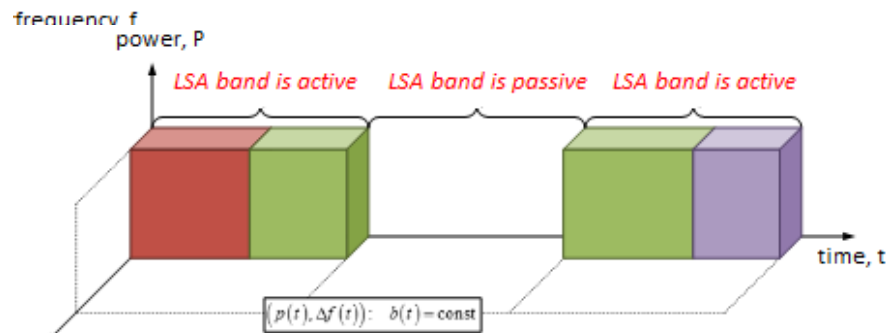 frequency, f
power, P
LSA band is active
LSA band is passive
LSA band is active
time, t
(p(t), Δf(t)): b(t) = const